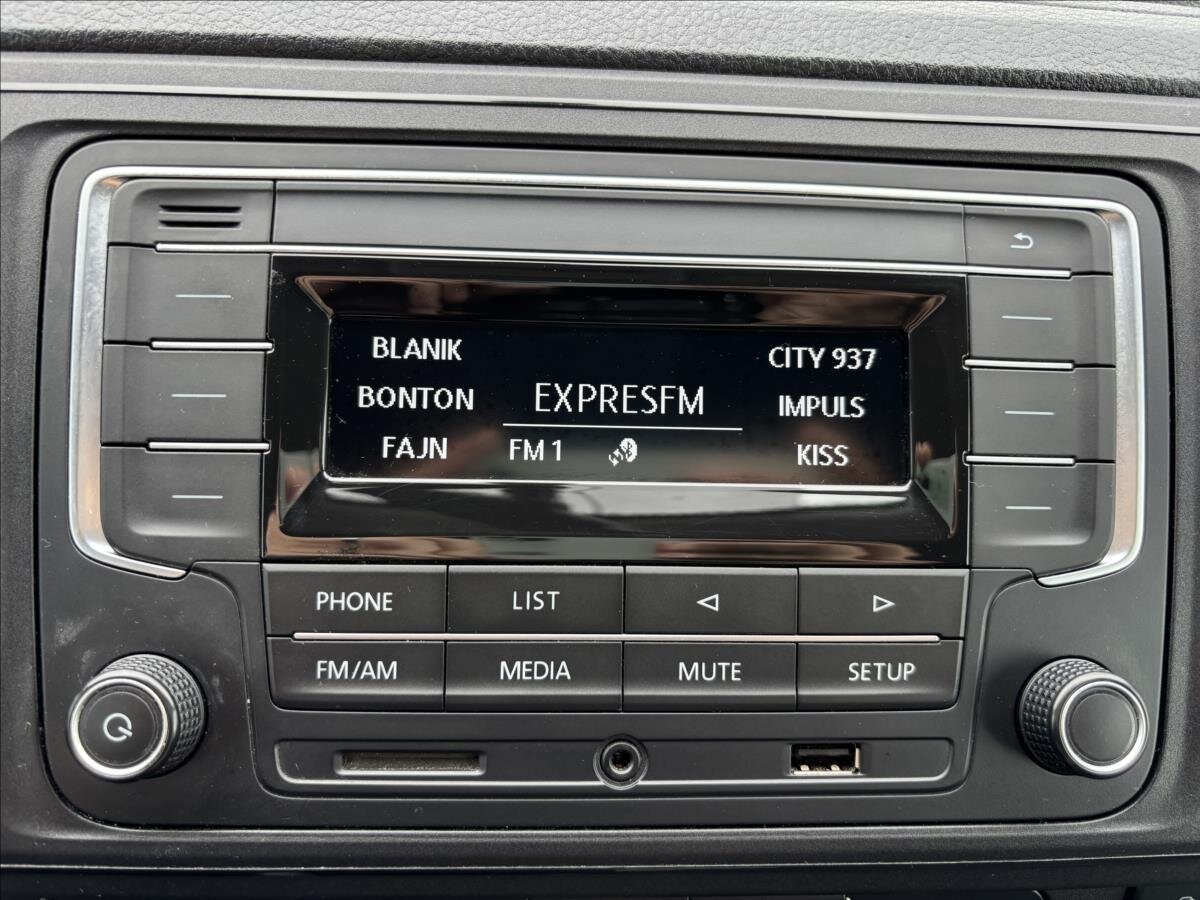 BLANIK
BONTON
FAJN
EXPRESFM
FM 1
CITY 937
IMPULS
KISS
PHONE
LIST
FM/AM
MEDIA
MUTE
SETUP